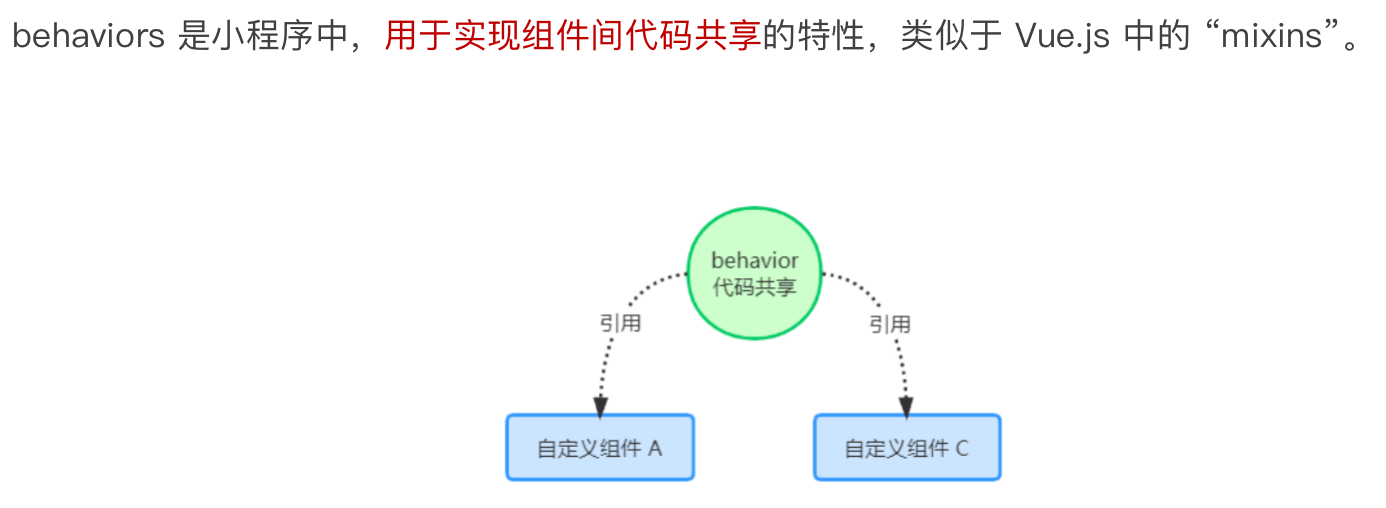 behaviors 是小程序中，用于实现组件间代码共享的特性，类似于 Vue.js 中的 “mixins”。
behavior
代码共享
引用
引用
自定义组件 A
自定义组件 C